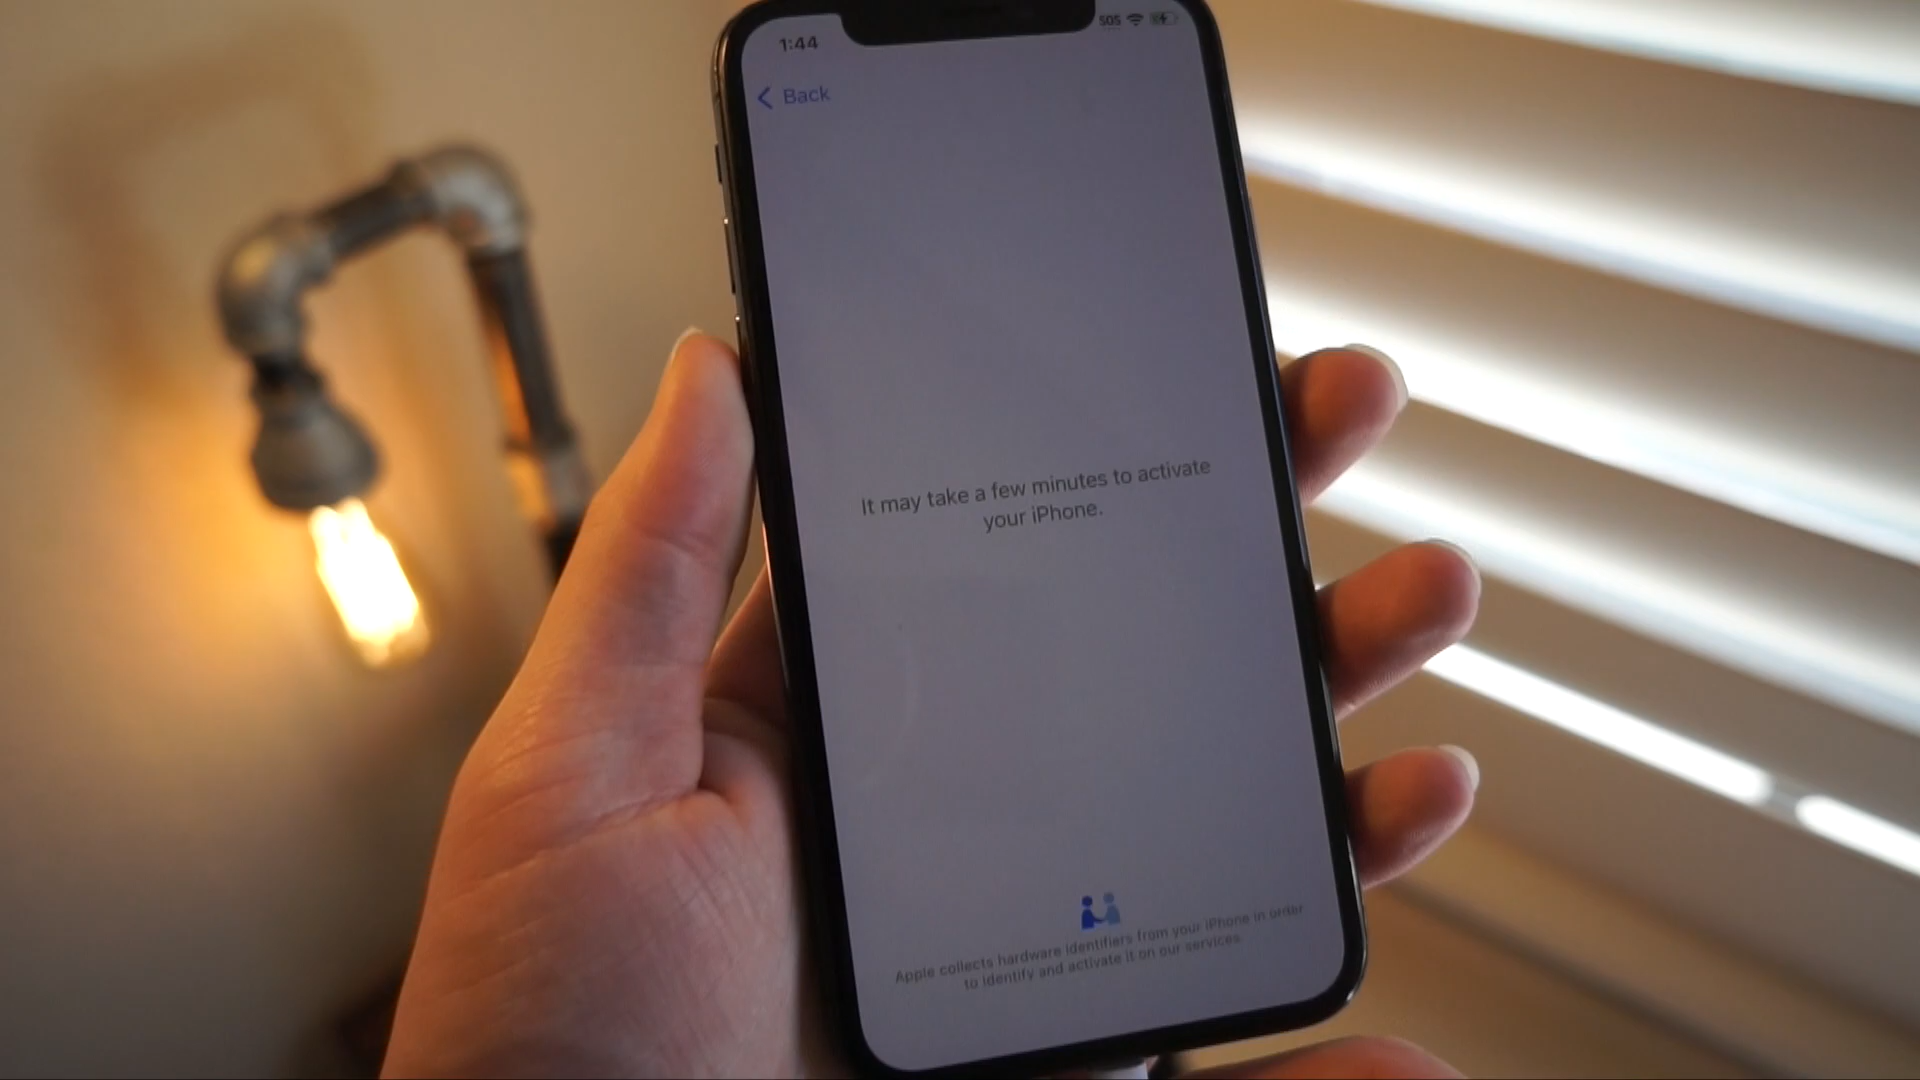 1:44
SOS
Back
It may take a few minutes to activate
your iPhone.
Apple collects hardware identifiers from your iPhone in order
to identify and activate it on our services.